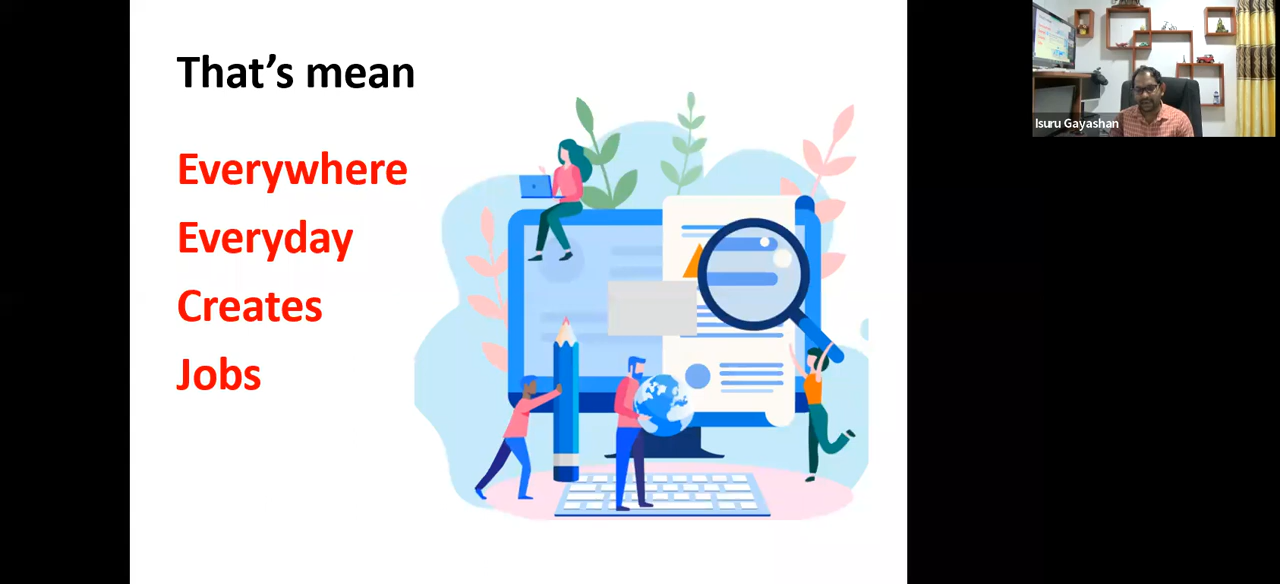 That's mean
Everywhere
Everyday
Creates
Jobs
Isuru Gayashan